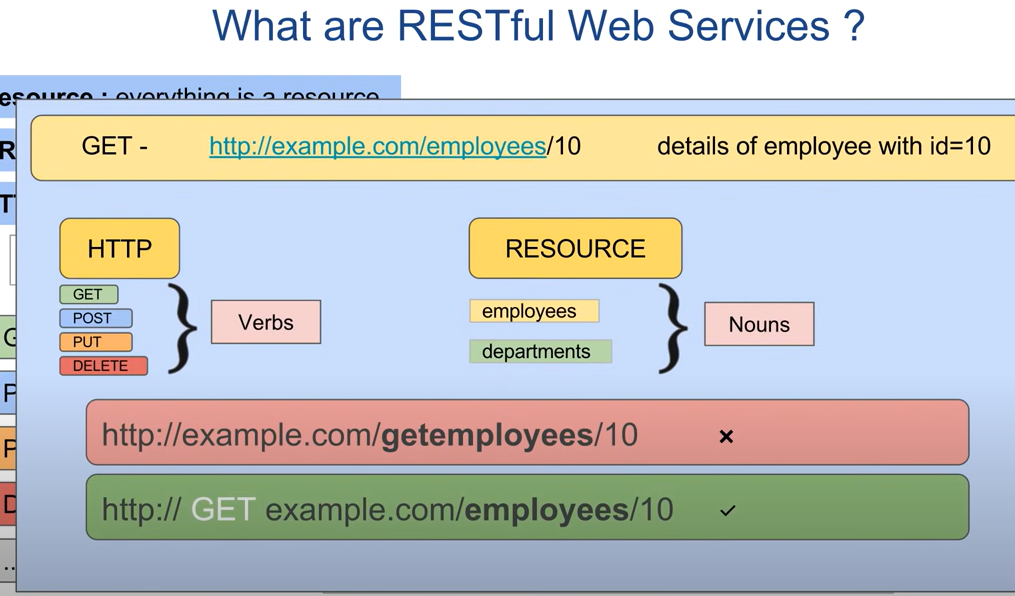 What are RESTful Web Services ?
esource : everything is a resource
R
GET - http://example.com/employees/10 details of employee with id=10
HTTP
RESOURCE
GET
POST
PUT
DELETE
Verbs
employees
departments
Nouns
http://example.com/getemployees/10 ×
http:// GET example.com/employees/10 ✓
G
P
P
D
..